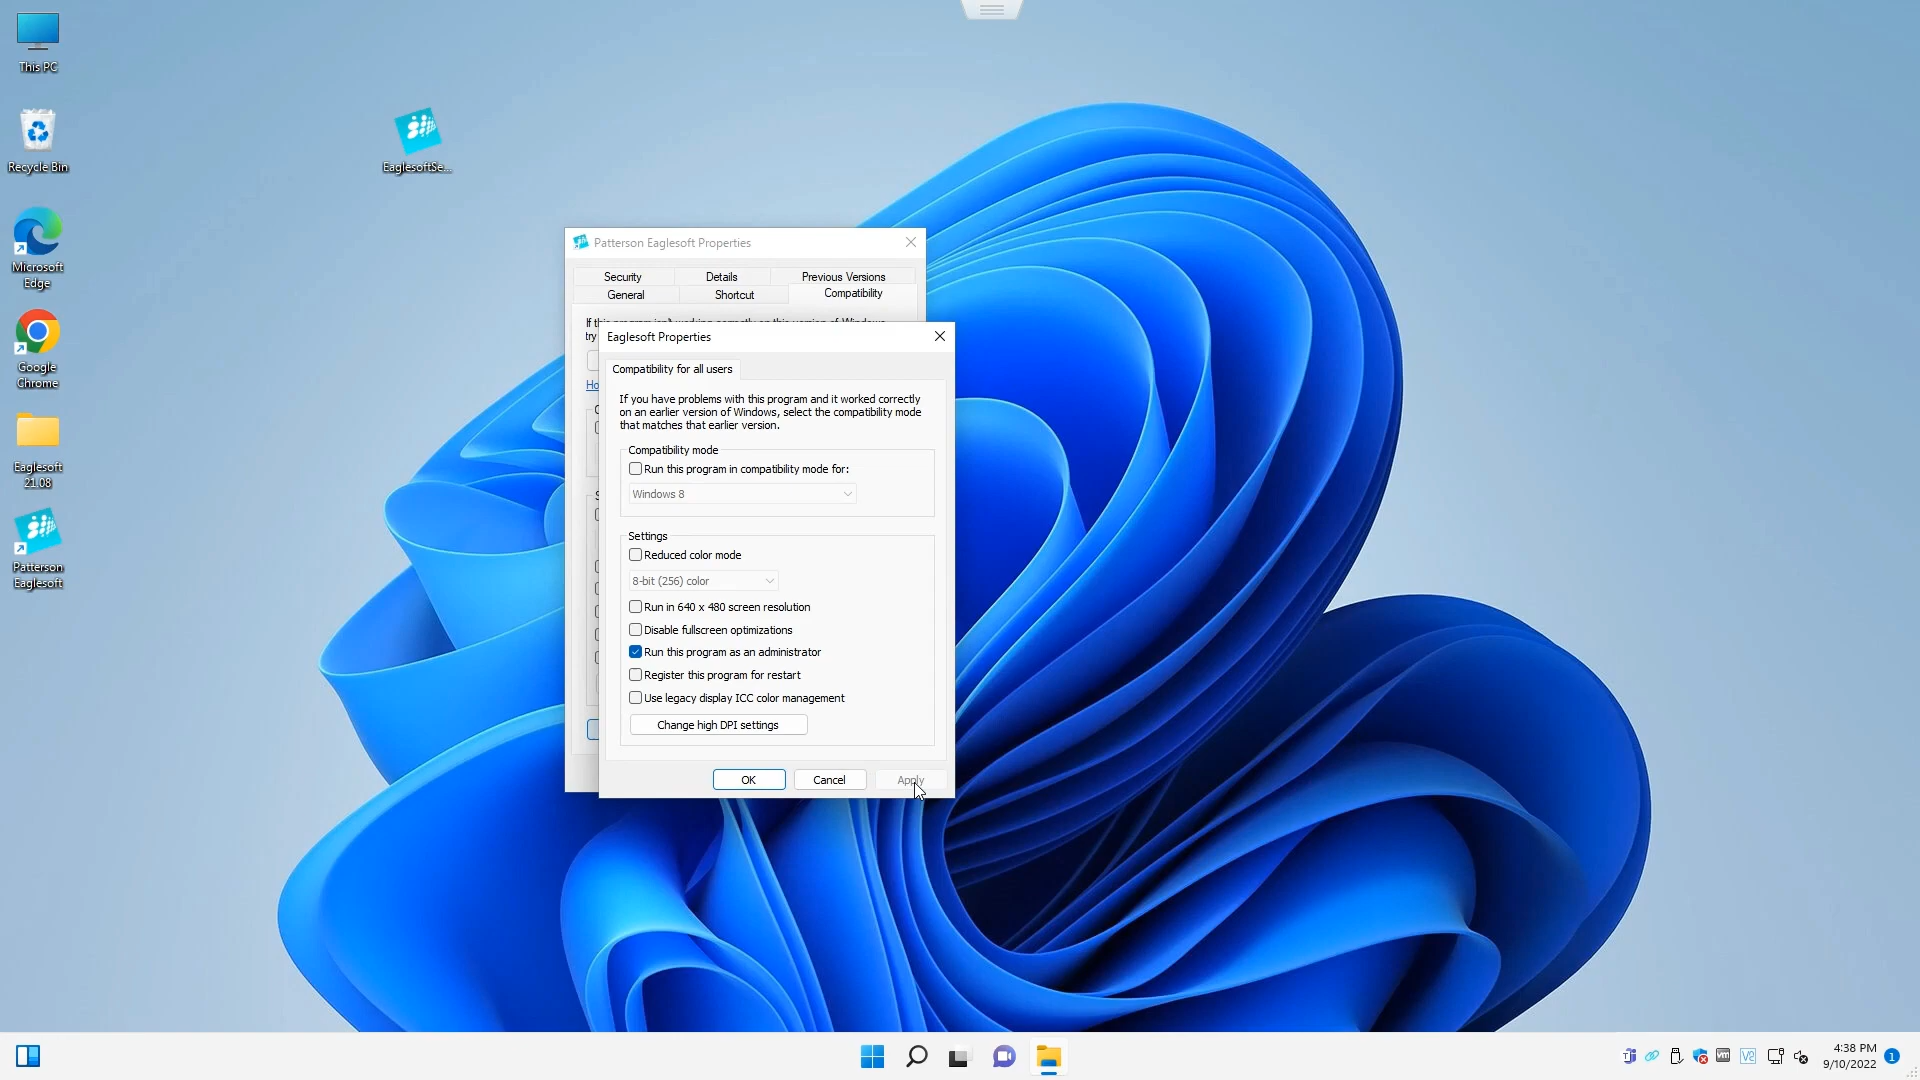 This PC
Recycle Bin
Microsoft
Edge
Google
Chrome
Eaglesoft
21.08
Patterson
Eaglesoft
EaglesoftSe...
Patterson Eaglesoft Properties
Security
Details
Previous Versions
General
Shortcut
Compatibility
try
Eaglesoft Properties
Compatibility for all users
If you have problems with this program and it worked correctly
on an earlier version of Windows, select the compatibility mode
that matches that earlier version.
Compatibility mode
Run this program in compatibility mode for:
Windows 8
Settings
Reduced color mode
8-bit (256) color
Run in 640 x 480 screen resolution
Disable fullscreen optimizations
Run this program as an administrator
Register this program for restart
Use legacy display ICC color management
Change high DPI settings
OK
Cancel
Apply
4:38 PM
9/10/2022
1